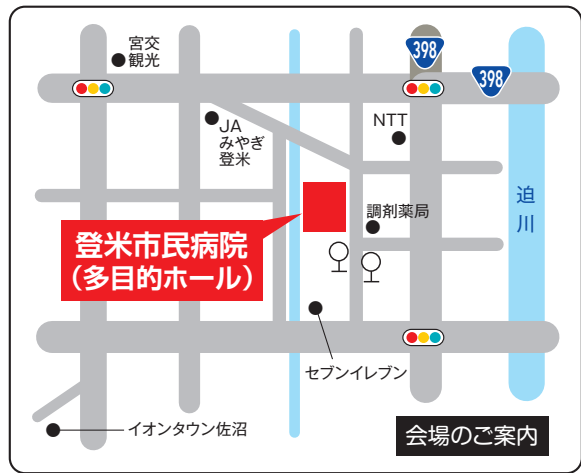 宮交
観光
398
398
JA
みやぎ
登米
NTT
迫川
調剤薬局
登米市民病院
(多目的ホール)
セブンイレブン
イオンタウン佐沼
会場のご案内